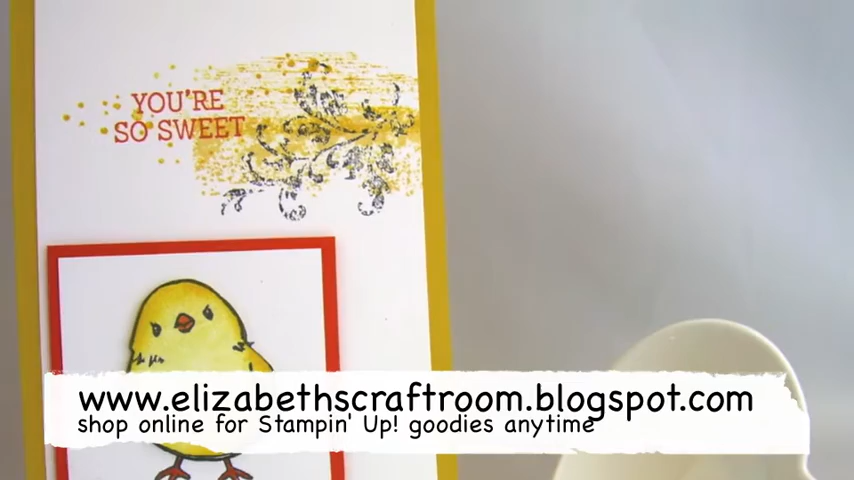 YOU'RE
SO SWEET
www.elizabethscraftroom.blogspot.com
shop online for Stampin' Up! goodies anytime